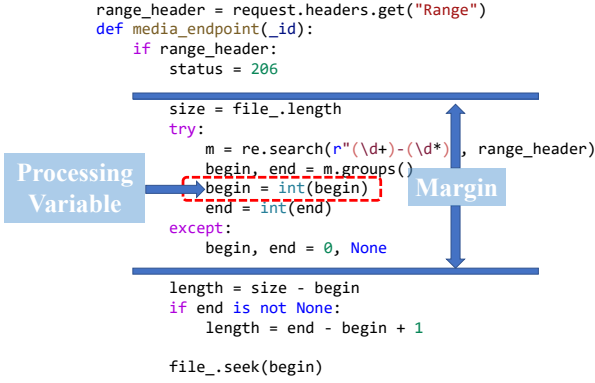 range_header = request.headers.get("Range")
def media_endpoint(_id):
if range_header:
status = 206
size = file_.length
try:
m = re.search(r"(\d+)-(\d*) , range_header)
begin, end = m.groups()
begin = int(begin)
end = int(end)
except:
begin, end = 0, None
length = size - begin
if end is not None:
length = end - begin + 1
file_.seek(begin)
Processing
Variable
Margin